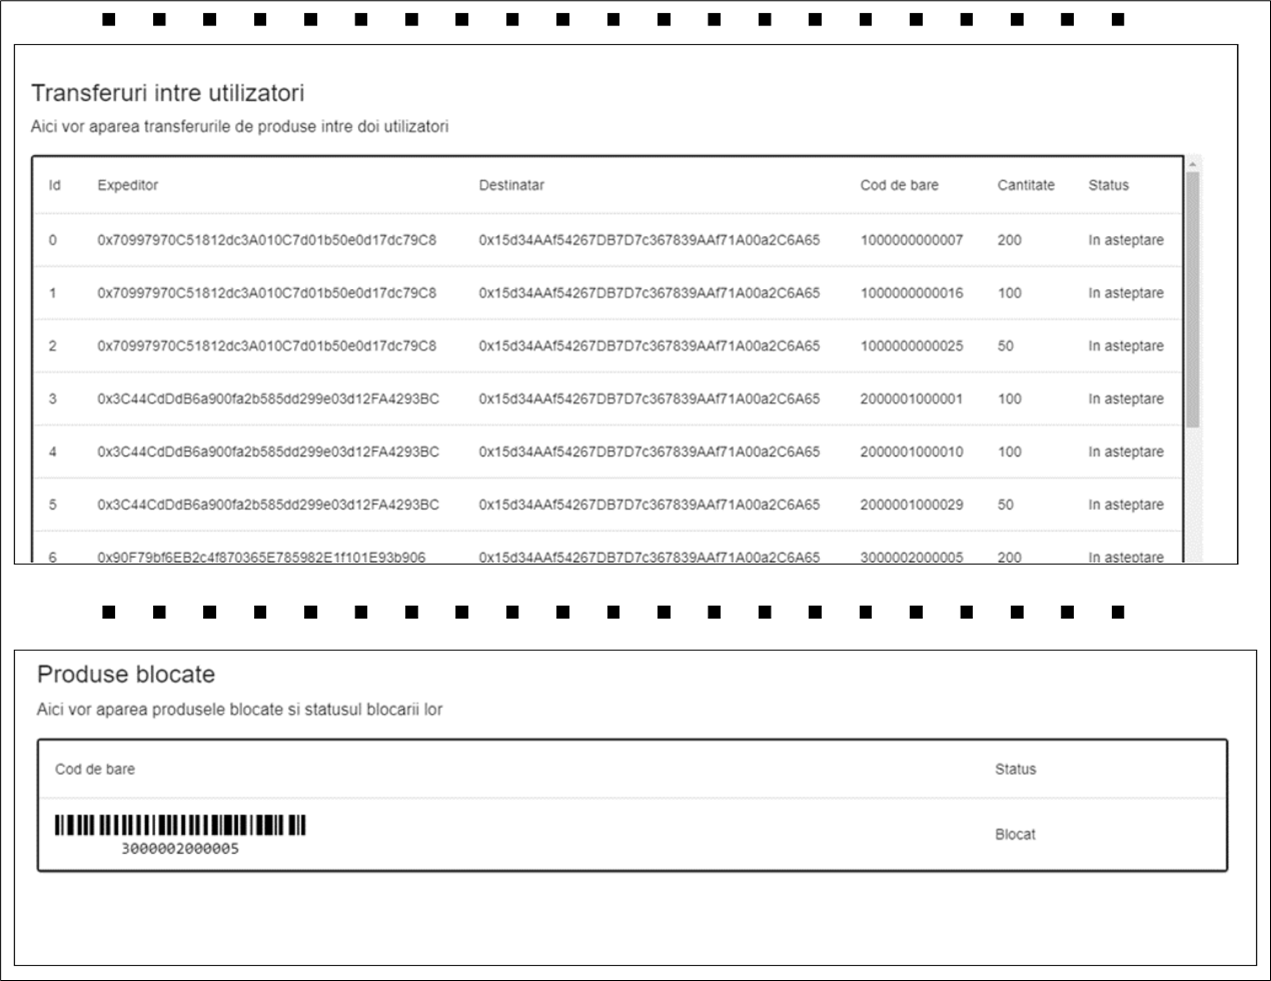 Transferuri intre utilizatori
Aici vor aparea transferurile de produse intre doi utilizatori
Id Expeditor Destinatar Cod de bare Cantitate Status
0 0x70997970C51812dc3A010C7d01b50e0d17dc79C8 0x15d34AAf54267DB7D7c367839AAf71A00a2C6A65 1000000000007 200 In asteptare
1 0x70997970C51812dc3A010C7d01b50e0d17dc79C8 0x15d34AAf54267DB7D7c367839AAf71A00a2C6A65 1000000000016 100 In asteptare
2 0x70997970C51812dc3A010C7d01b50e0d17dc79C8 0x15d34AAf54267DB7D7c367839AAf71A00a2C6A65 1000000000025 50 In asteptare
3 0x3C44CdDdB6a900fa2b585dd299e03d12FA4293BC 0x15d34AAf54267DB7D7c367839AAf71A00a2C6A65 2000001000001 100 In asteptare
4 0x3C44CdDdB6a900fa2b585dd299e03d12FA4293BC 0x15d34AAf54267DB7D7c367839AAf71A00a2C6A65 2000001000010 100 In asteptare
5 0x3C44CdDdB6a900fa2b585dd299e03d12FA4293BC 0x15d34AAf54267DB7D7c367839AAf71A00a2C6A65 2000001000029 50 In asteptare
6 0x90F79bf6EB2c4f870365E785982E1f101E93b906 0x15d34AAf54267DB7D7c367839AAf71A00a2C6A65 3000002000005 200 In asteptare
Produse blocate
Aici vor aparea produsele blocate si statusul blocarii lor
Cod de bare Status
3000002000005 Blocat